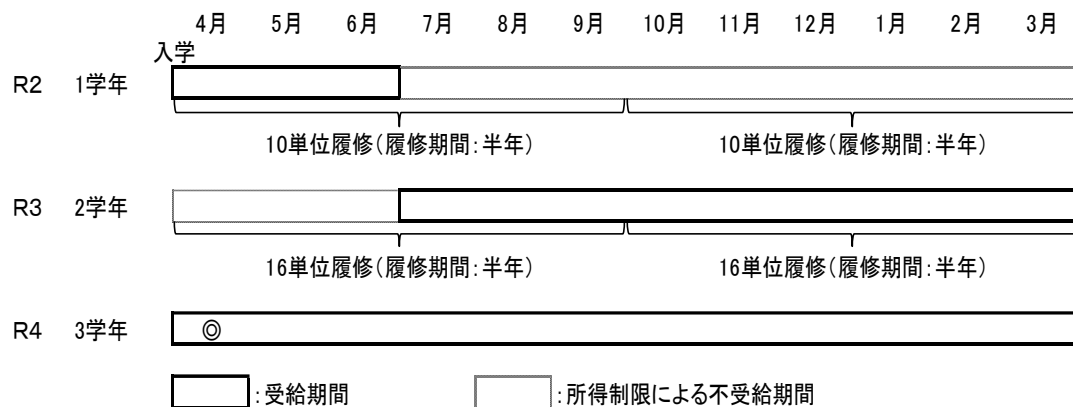 4月 5月 6月 7月 8月 9月 10月 11月 12月 1月 2月 3月
入学
R2 1学年
10単位履修(履修期間:半年) 10単位履修(履修期間:半年)
R3 2学年
16単位履修(履修期間:半年) 16単位履修(履修期間:半年)
R4 3学年 ◎
:受給期間 :所得制限による不受給期間